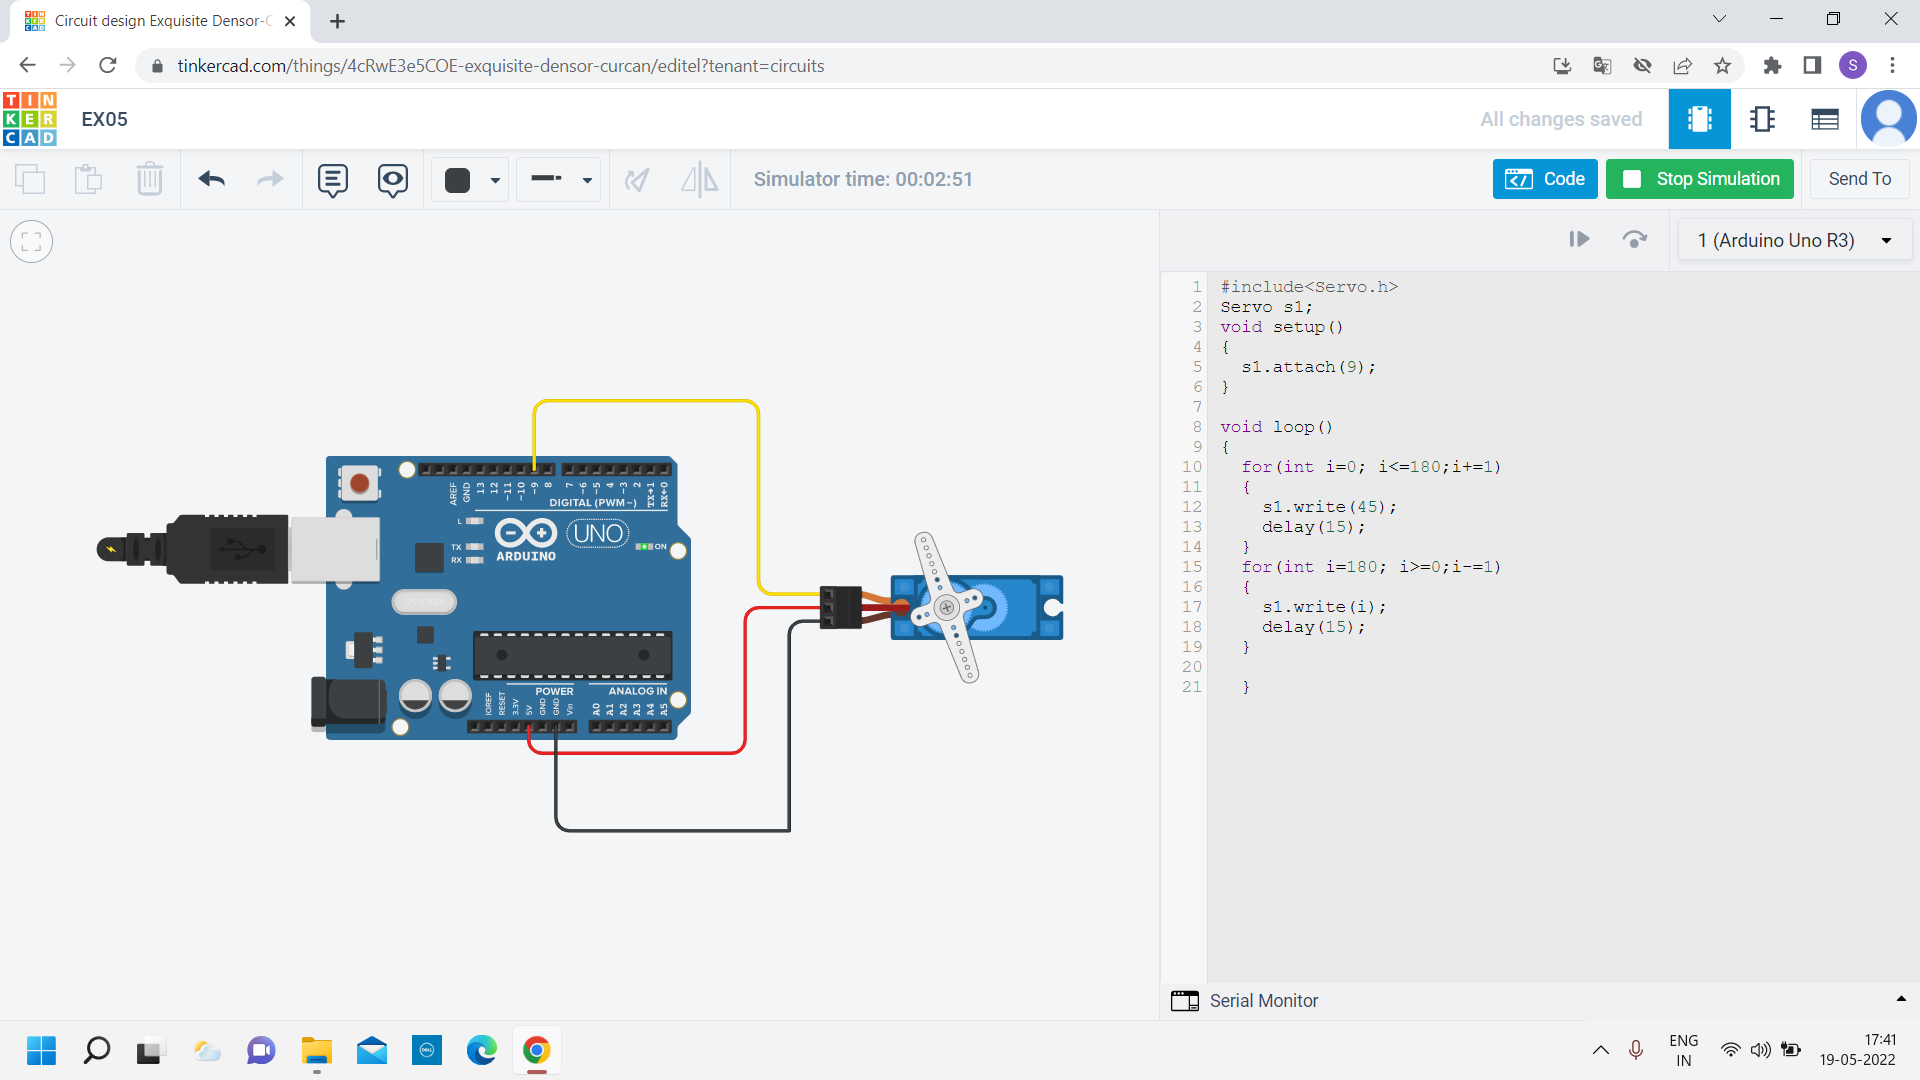 Circuit design Exquisite Densor-C
tinkercad.com/things/4cRwE3e5COE-exquisite-densor-curcan/editel?tenant=circuits
S
TIN
KER
CAD
EX05
All changes saved
Simulator time: 00:02:51
Code
Stop Simulation
Send To
1 (Arduino Uno R3)
1 #include<Servo.h>
2 Servo s1;
3 void setup()
4 {
5 s1.attach(9);
6 }
7
8 void loop()
9 {
10 for(int i=0; i<=180;i+=1)
11 {
12 s1.write(45);
13 delay(15);
14 }
15 for(int i=180; i>=0;i-=1)
16 {
17 s1.write(i);
18 delay(15);
19 }
20
21 }
AREF GND 13 12 ~11 ~10 ~9 8 7 ~6 ~5 4 ~3 2 TX→1 RX←0
DIGITAL (PWM~)
L
TX
RX
ARDUINO
UNO
ON
POWER
ANALOG IN
IOREF RESET 3.3V 5V GND GND Vin A0 A1 A2 A3 A4 A5
Serial Monitor
DELL
ENG
IN
17:41
19-05-2022